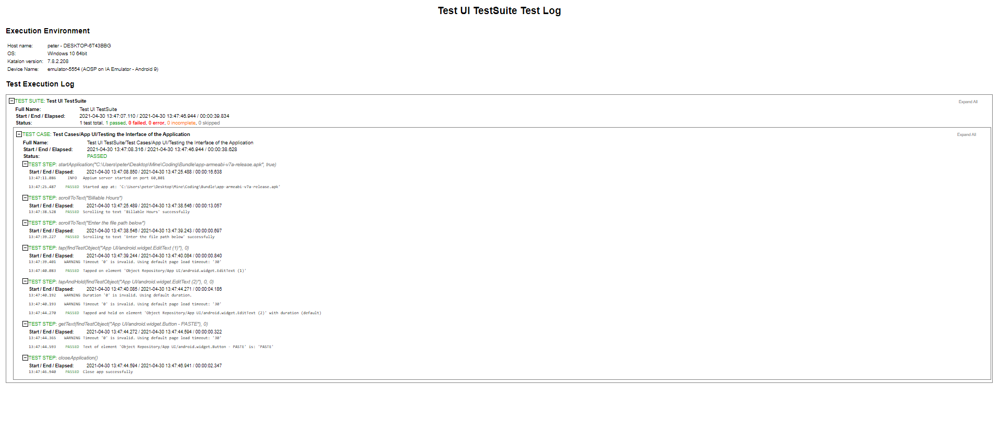 Test UI TestSuite Test Log
Execution Environment
Host name: peter - DESKTOP-6T43BBG
OS: Windows 10 64bit
Katalon version: 7.8.2.208
Device Name: emulator-5554 (AOSP on IA Emulator - Android 9)
Test Execution Log
TEST SUITE: Test UI TestSuite Expand All
Full Name: Test UI TestSuite
Start / End / Elapsed: 2021-04-30 13:47:07.110 / 2021-04-30 13:47:46.944 / 00:00:39.834
Status: 1 test total, 1 passed, 0 failed, 0 error, 0 incomplete, 0 skipped
TEST CASE: Test Cases/App UI/Testing the Interface of the Application Expand All
Full Name: Test UI TestSuite/Test Cases/App UI/Testing the Interface of the Application
Start / End / Elapsed: 2021-04-30 13:47:08.316 / 2021-04-30 13:47:46.944 / 00:00:38.628
Status: PASSED
TEST STEP: startApplication("C:\Users\peter\Desktop\Mine\Coding\Bundle\app-armeabi-v7a-release.apk", true)
Start / End / Elapsed: 2021-04-30 13:47:08.850 / 2021-04-30 13:47:25.488 / 00:00:16.638
13:47:11.086 INFO Appium server started on port 60,801
13:47:25.487 PASSED Started app at: 'C:\Users\peter\Desktop\Mine\Coding\Bundle\app-armeabi-v7a-release.apk'
TEST STEP: scrollToText("Billable Hours")
Start / End / Elapsed: 2021-04-30 13:47:25.489 / 2021-04-30 13:47:38.546 / 00:00:13.057
13:47:38.528 PASSED Scrolling to text 'Billable Hours' successfully
TEST STEP: scrollToText("Enter the file path below")
Start / End / Elapsed: 2021-04-30 13:47:38.546 / 2021-04-30 13:47:39.243 / 00:00:00.697
13:47:39.227 PASSED Scrolling to text 'Enter the file path below' successfully
TEST STEP: tap(findTestObject("App UI/android.widget.EditText (1)"), 0)
Start / End / Elapsed: 2021-04-30 13:47:39.244 / 2021-04-30 13:47:40.084 / 00:00:00.840
13:47:39.401 WARNING Timeout '0' is invalid. Using default page load timeout: '30'
13:47:40.083 PASSED Tapped on element 'Object Repository/App UI/android.widget.EditText (1)'
TEST STEP: tapAndHold(findTestObject("App UI/android.widget.EditText (2)"), 0, 0)
Start / End / Elapsed: 2021-04-30 13:47:40.085 / 2021-04-30 13:47:44.271 / 00:00:04.186
13:47:40.192 WARNING Duration '0' is invalid. Using default duration.
13:47:40.193 WARNING Timeout '0' is invalid. Using default page load timeout: '30'
13:47:44.270 PASSED Tapped and held on element 'Object Repository/App UI/android.widget.EditText (2)' with duration (default)
TEST STEP: getText(findTestObject("App UI/android.widget.Button - PASTE"), 0)
Start / End / Elapsed: 2021-04-30 13:47:44.272 / 2021-04-30 13:47:44.594 / 00:00:00.322
13:47:44.365 WARNING Timeout '0' is invalid. Using default page load timeout: '30'
13:47:44.593 PASSED Text of element 'Object Repository/App UI/android.widget.Button - PASTE' is: 'PASTE'
TEST STEP: closeApplication()
Start / End / Elapsed: 2021-04-30 13:47:44.594 / 2021-04-30 13:47:46.941 / 00:00:02.347
13:47:46.940 PASSED Close app successfully